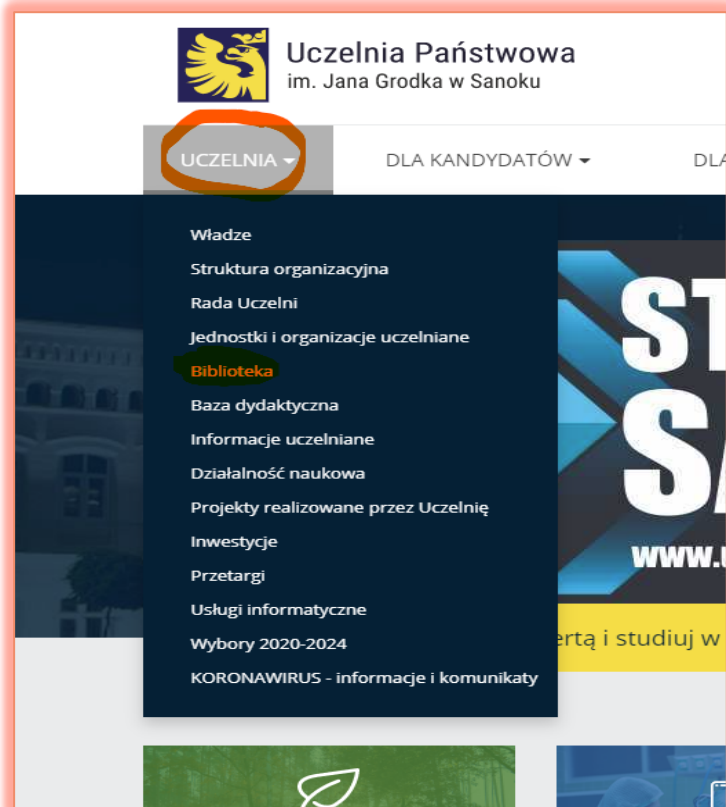 Uczelnia Państwowa
im. Jana Grodka w Sanoku
UCZELNIA
DLA KANDYDATÓW
Władze
Struktura organizacyjna
Rada Uczelni
Jednostki i organizacje uczelniane
Biblioteka
Baza dydaktyczna
Informacje uczelniane
Działalność naukowa
Projekty realizowane przez Uczelnię
Inwestycje
Przetargi
Usługi informatyczne
Wybory 2020-2024
KORONAWIRUS - informacje i komunikaty
www.
i studiuj w